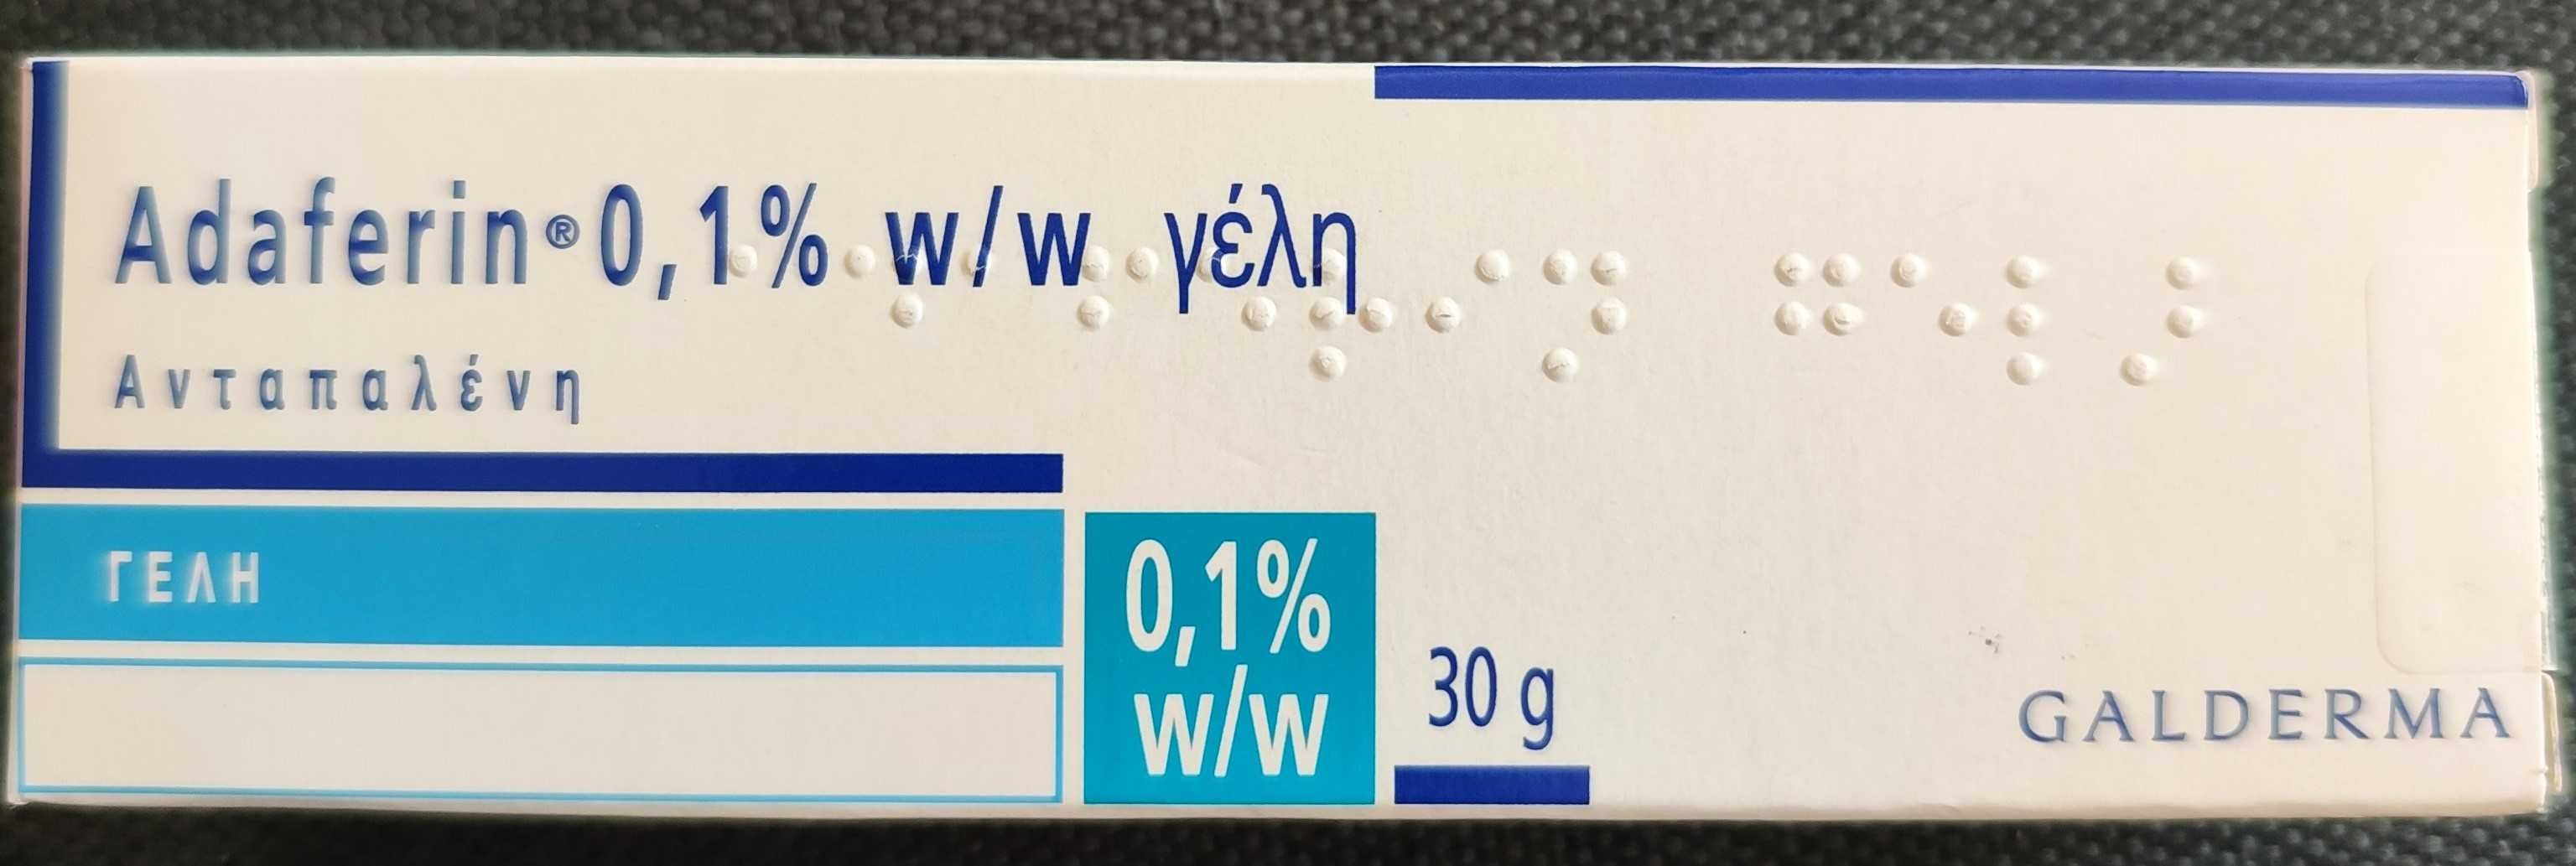 Adaferin® 0,1% w/w γέλη
Ανταπαλένη
ΓΕΛΗ
0,1%
w/w
30 g
GALDERMA